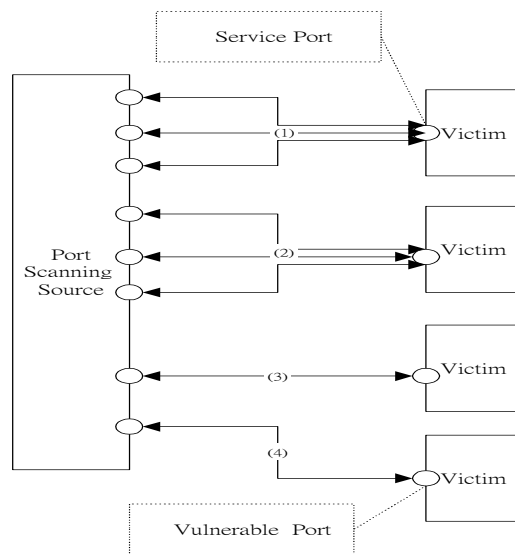 Service Port
(1)
Victim
(2)
Victim
Port
Scanning
Source
(3)
Victim
(4)
Victim
Vulnerable Port